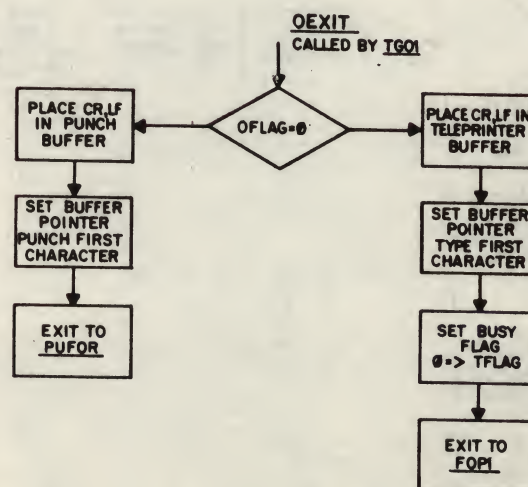 OEXIT
CALLED BY TGO1
OFLAG=0
PLACE CR,LF
IN PUNCH
BUFFER
SET BUFFER
POINTER
PUNCH FIRST
CHARACTER
EXIT TO
PUFOR
PLACE CR,LF IN
TELEPRINTER
BUFFER
SET BUFFER
POINTER
TYPE FIRST
CHARACTER
SET BUSY
FLAG
0=> TFLAG
EXIT TO
FOP1